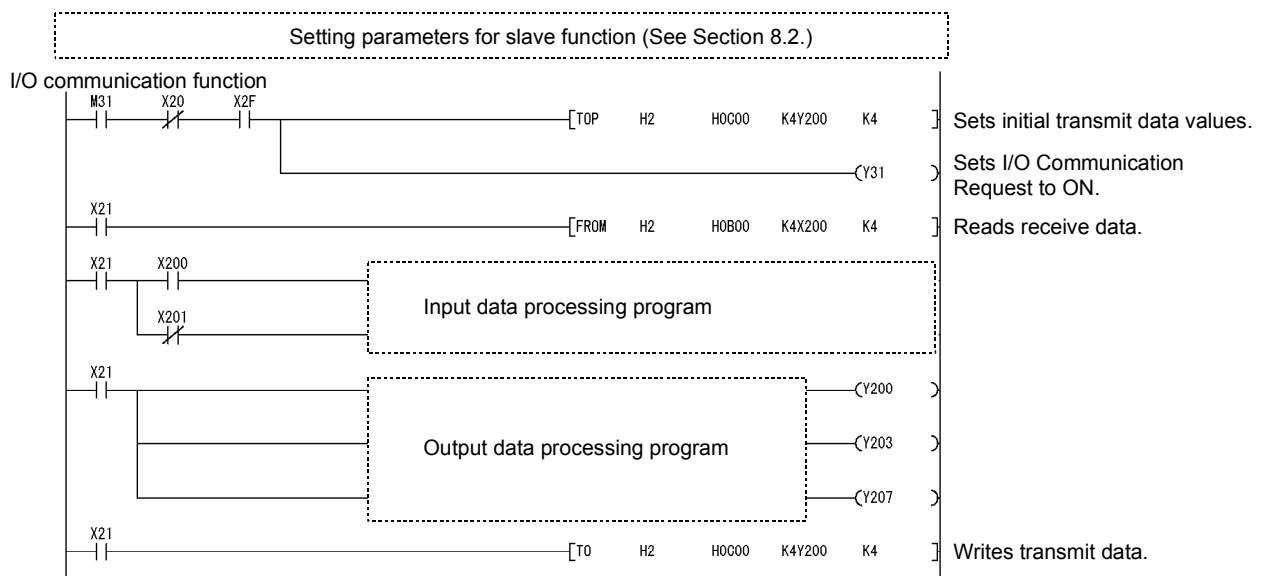 Setting parameters for slave function (See Section 8.2.)
I/O communication function
M31 X20 X2F
TOP H2 H0C00 K4Y200 K4 Sets initial transmit data values.
Y31 Sets I/O Communication
Request to ON.
X21
FROM H2 H0B00 K4X200 K4 Reads receive data.
X21 X200
Input data processing program
X201
X21
Y200
Output data processing program Y203
Y207
X21
TO H2 H0C00 K4Y200 K4 Writes transmit data.